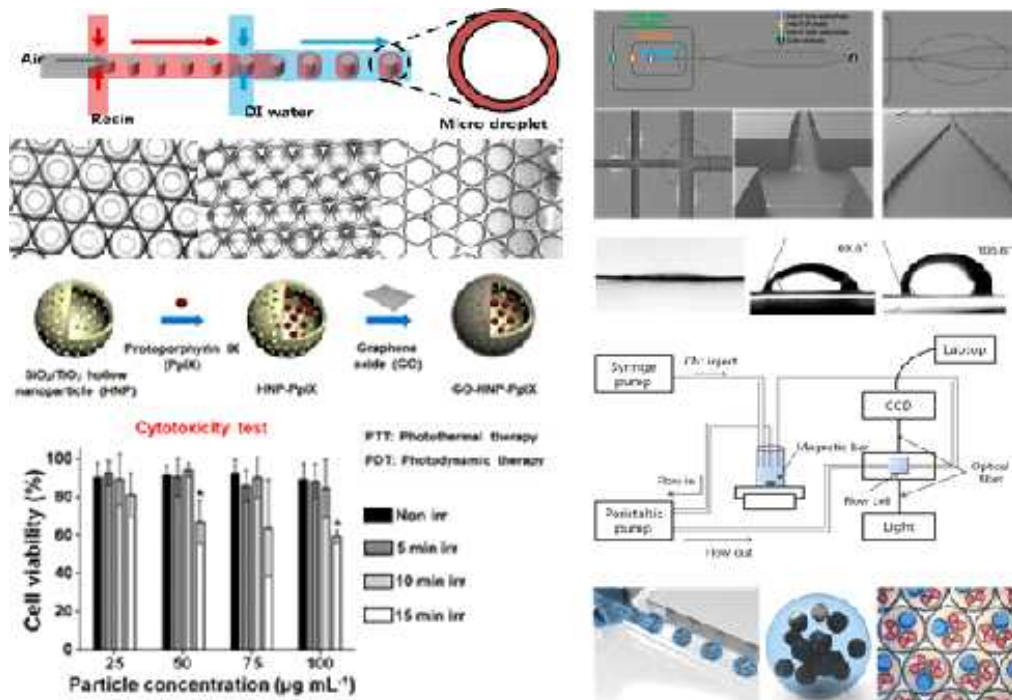 Air
Resin
DI water
Micro droplet
Protoporphyrin IX
(PpIX)
Graphene
oxide (GO)
SiO₂/TiO₂ hollow
nanoparticle (HNP)
HNP-PpIX
GO-HNP-PpIX
Cytotoxicity test
PTT: Photothermal therapy
PDT: Photodynamic therapy
Cell viability (%)
100
80
60
40
20
0
*
*
Non irr
5 min irr
10 min irr
15 min irr
25
50
75
100
Particle concentration (µg mL⁻¹)
Syringe
pump
inject
Laptop
CCD
Magnetic bar
Optical
fiber
Flow in
Flow cell
Peristaltic
pump
Light
Flow out